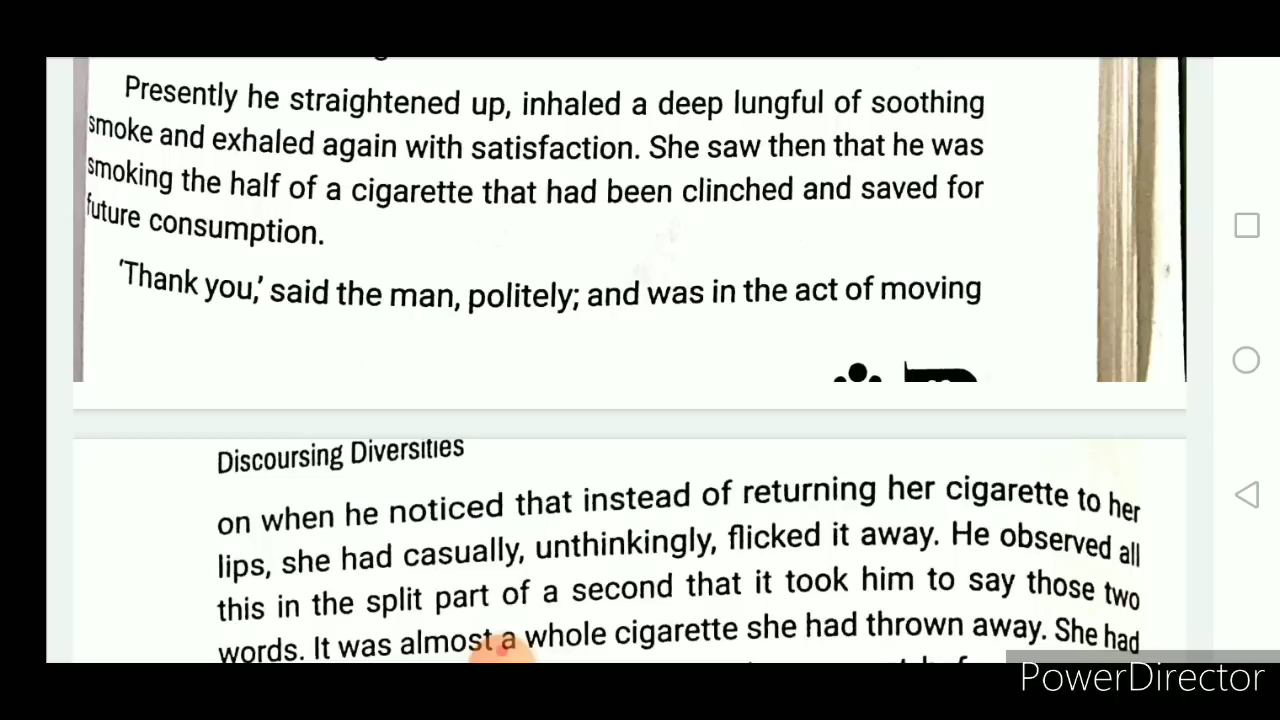 Presently he straightened up, inhaled a deep lungful of soothing
smoke and exhaled again with satisfaction. She saw then that he was
smoking the half of a cigarette that had been clinched and saved for
future consumption.
'Thank you,' said the man, politely; and was in the act of moving
Discoursing Diversities
on when he noticed that instead of returning her cigarette to her
lips, she had casually, unthinkingly, flicked it away. He observed all
this in the split part of a second that it took him to say those two
words. It was almost a whole cigarette she had thrown away. She had
PowerDirector